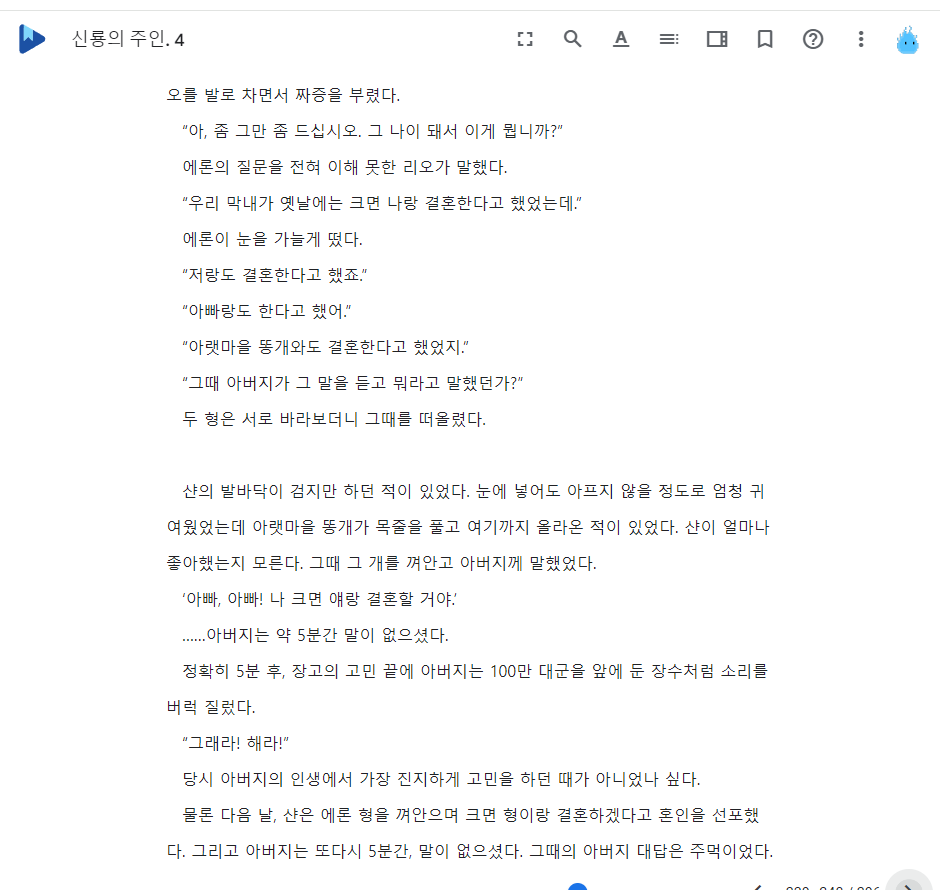 신룡의 주인. 4
오를 발로 차면서 짜증을 부렸다.
“아, 좀 그만 좀 드십시오. 그 나이 돼서 이게 뭡니까?”
에론의 질문을 전혀 이해 못한 리오가 말했다.
“우리 막내가 옛날에는 크면 나랑 결혼한다고 했었는데.”
에론이 눈을 가늘게 떴다.
“저랑도 결혼한다고 했죠.”
“아빠랑도 한다고 했어.”
“아랫마을 똥개와도 결혼한다고 했었지.”
“그때 아버지가 그 말을 듣고 뭐라고 말했던가?”
두 형은 서로 바라보더니 그때를 떠올렸다.
샨의 발바닥이 검지만 하던 적이 있었다. 눈에 넣어도 아프지 않을 정도로 엄청 귀
여웠었는데 아랫마을 똥개가 목줄을 풀고 여기까지 올라온 적이 있었다. 샨이 얼마나
좋아했는지 모른다. 그때 그 개를 껴안고 아버지께 말했었다.
‘아빠, 아빠! 나 크면 얘랑 결혼할 거야.’
......아버지는 약 5분간 말이 없으셨다.
정확히 5분 후, 장고의 고민 끝에 아버지는 100만 대군을 앞에 둔 장수처럼 소리를
버럭 질렀다.
“그래라! 해라!”
당시 아버지의 인생에서 가장 진지하게 고민을 하던 때가 아니었나 싶다.
물론 다음 날, 샨은 에론 형을 껴안으며 크면 형이랑 결혼하겠다고 혼인을 선포했
다. 그리고 아버지는 또다시 5분간, 말이 없으셨다. 그때의 아버지 대답은 주먹이었다.